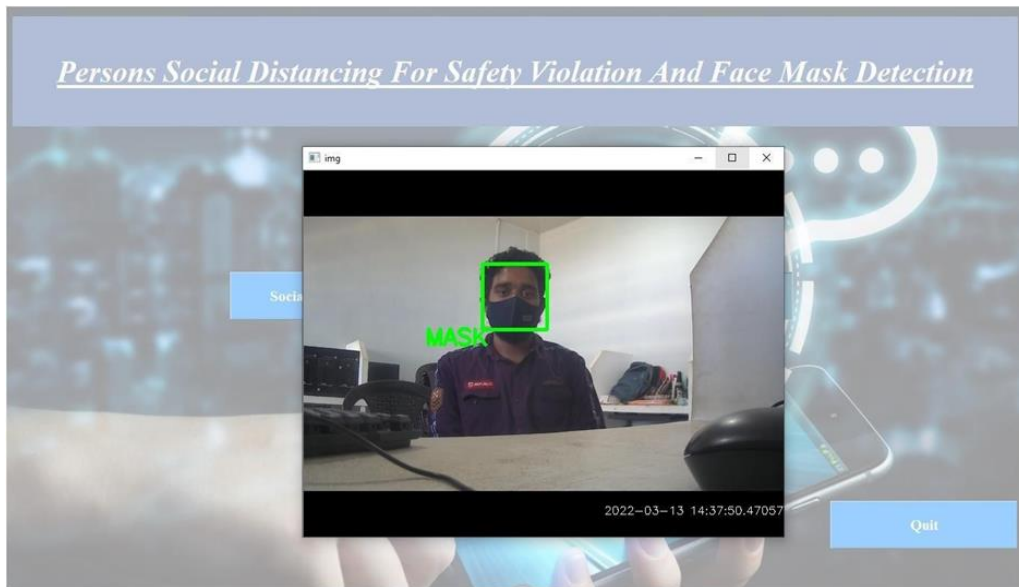 Persons Social Distancing For Safety Violation And Face Mask Detection
img
Socia
MASK
2022-03-13 14:37:50.47057
Quit